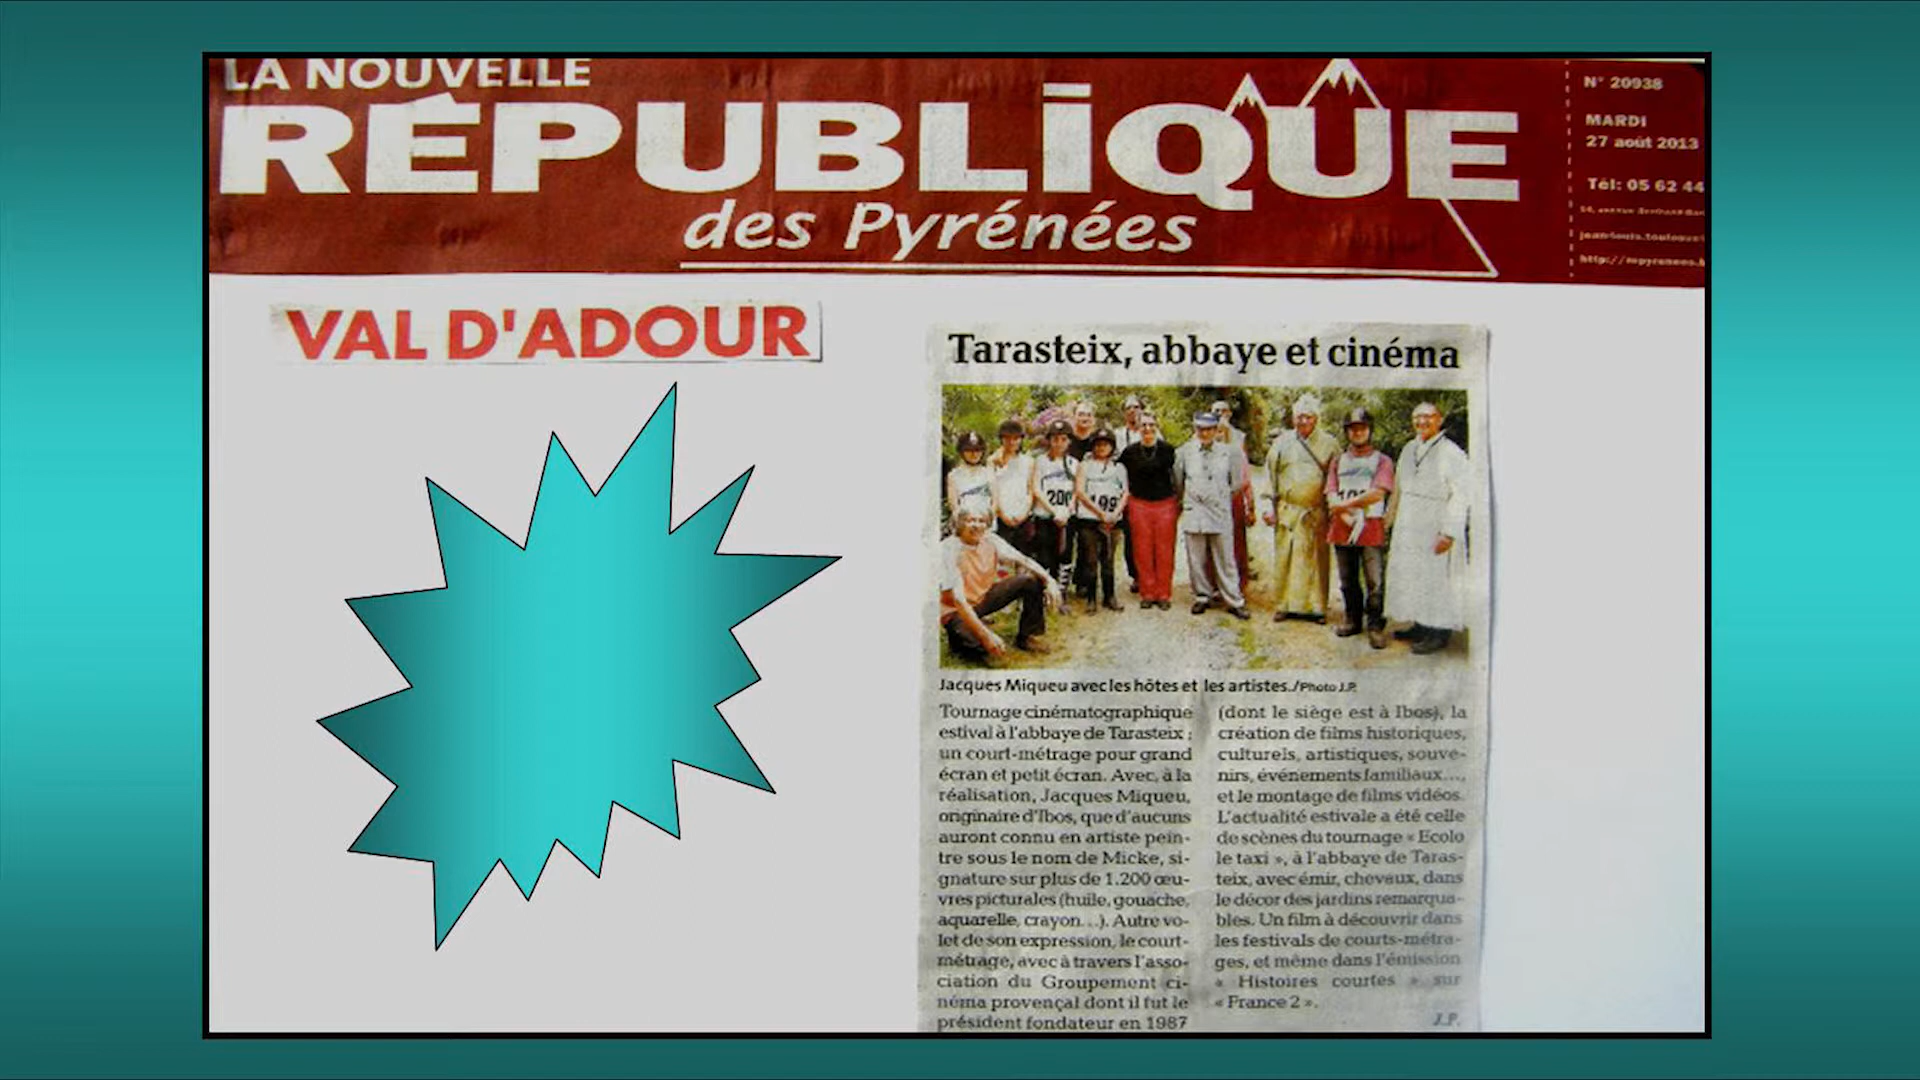 LA NOUVELLE
RÉPUBLiQUE
des Pyrénées
N° 20938
MARDI
27 août 2013
Tél: 05 62 44
VAL D'ADOUR
Tarasteix, abbaye et cinéma
200
199
Jacques Miqueu avec les hôtes et les artistes./Photo J.P.
Tournage cinématographique
estival à l'abbaye de Tarasteix ;
un court-métrage pour grand
écran et petit écran. Avec, à la
réalisation, Jacques Miqueu,
originaire d'Ibos, que d'aucuns
auront connu en artiste pein-
tre sous le nom de Micke, si-
gnature sur plus de 1.200 œu-
vres picturales (huile, gouache,
aquarelle, crayon…). Autre vo-
let de son expression, le court-
métrage, avec à travers l'asso-
ciation du Groupement ci-
néma provençal dont il fut le
président fondateur en 1987
(dont le siège est à Ibos), la
création de films historiques,
culturels, artistiques, souve-
nirs, événements familiaux…,
et le montage de films vidéos.
L'actualité estivale a été celle
de scènes du tournage « Ecolo
le taxi », à l'abbaye de Taras-
teix, avec émir, chevaux, dans
le décor des jardins remarqua-
bles. Un film à découvrir dans
les festivals de courts-métra-
ges, et même dans l'émission
« Histoires courtes » sur
« France 2 ».
J.P.